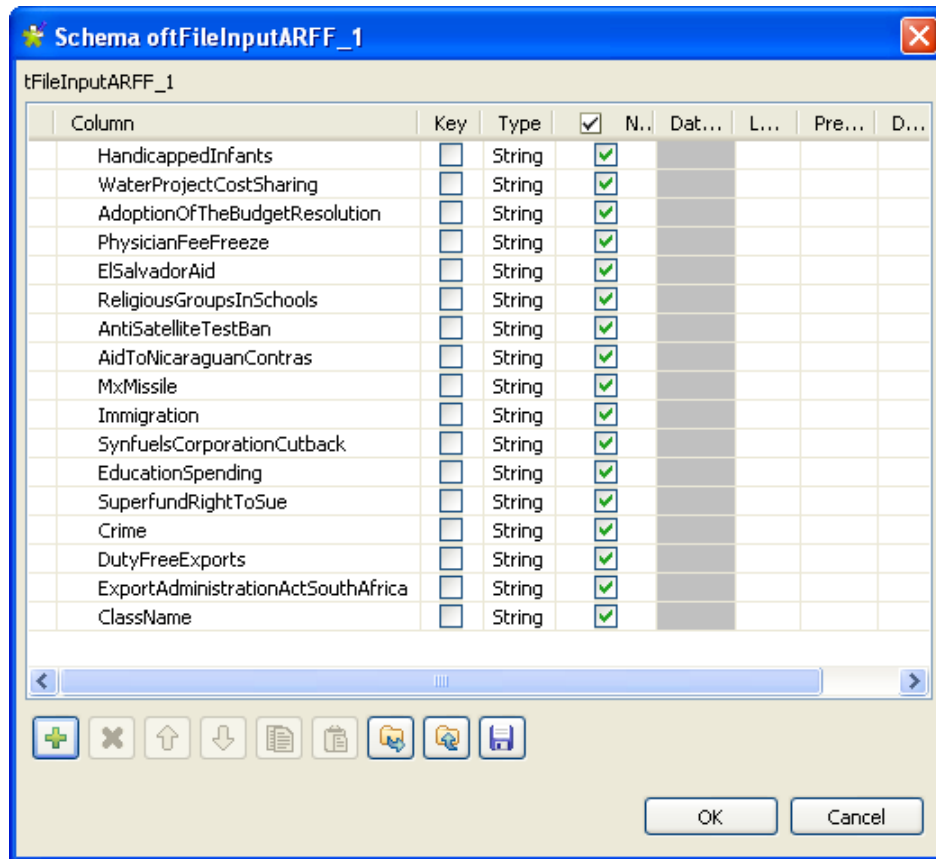 Schema oftFileInputARFF_1
tFileInputARFF_1
Column Key Type N.. Dat... L... Pre... D...
HandicappedInfants String
WaterProjectCostSharing String
AdoptionOfTheBudgetResolution String
PhysicianFeeFreeze String
ElSalvadorAid String
ReligiousGroupsInSchools String
AntiSatelliteTestBan String
AidToNicaraguanContras String
MxMissile String
Immigration String
SynfuelsCorporationCutback String
EducationSpending String
SuperfundRightToSue String
Crime String
DutyFreeExports String
ExportAdministrationActSouthAfrica String
ClassName String
OK Cancel